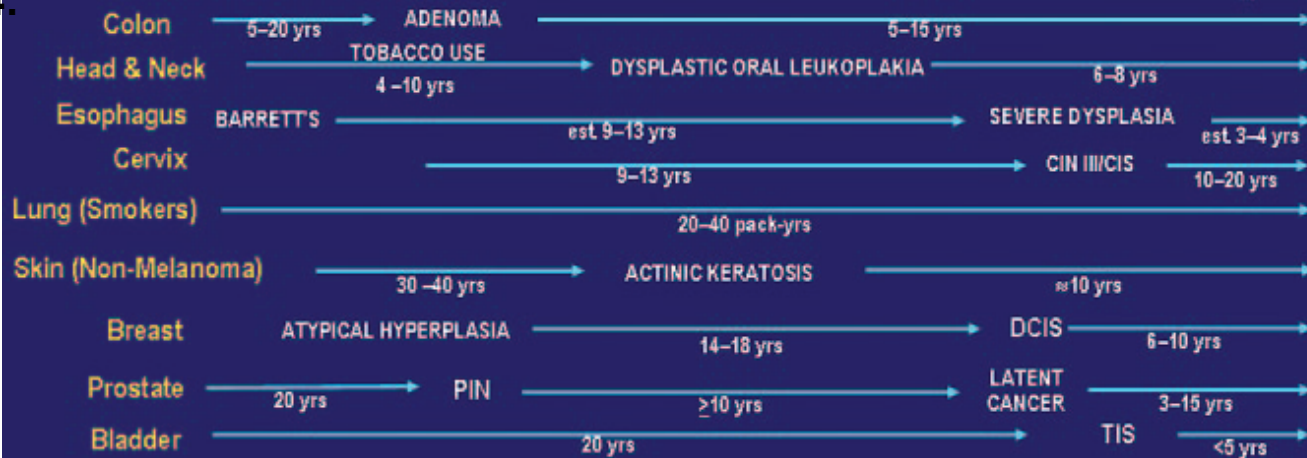 Colon 5–20 yrs ADENOMA 5–15 yrs
Head & Neck TOBACCO USE 4 –10 yrs DYSPLASTIC ORAL LEUKOPLAKIA 6–8 yrs
Esophagus BARRETT'S est. 9–13 yrs SEVERE DYSPLASIA est. 3–4 yrs
Cervix 9–13 yrs CIN III/CIS 10–20 yrs
Lung (Smokers) 20–40 pack-yrs
Skin (Non-Melanoma) 30 –40 yrs ACTINIC KERATOSIS ≈10 yrs
Breast ATYPICAL HYPERPLASIA 14–18 yrs DCIS 6–10 yrs
Prostate 20 yrs PIN ≥10 yrs LATENT CANCER 3–15 yrs
Bladder 20 yrs TIS <5 yrs